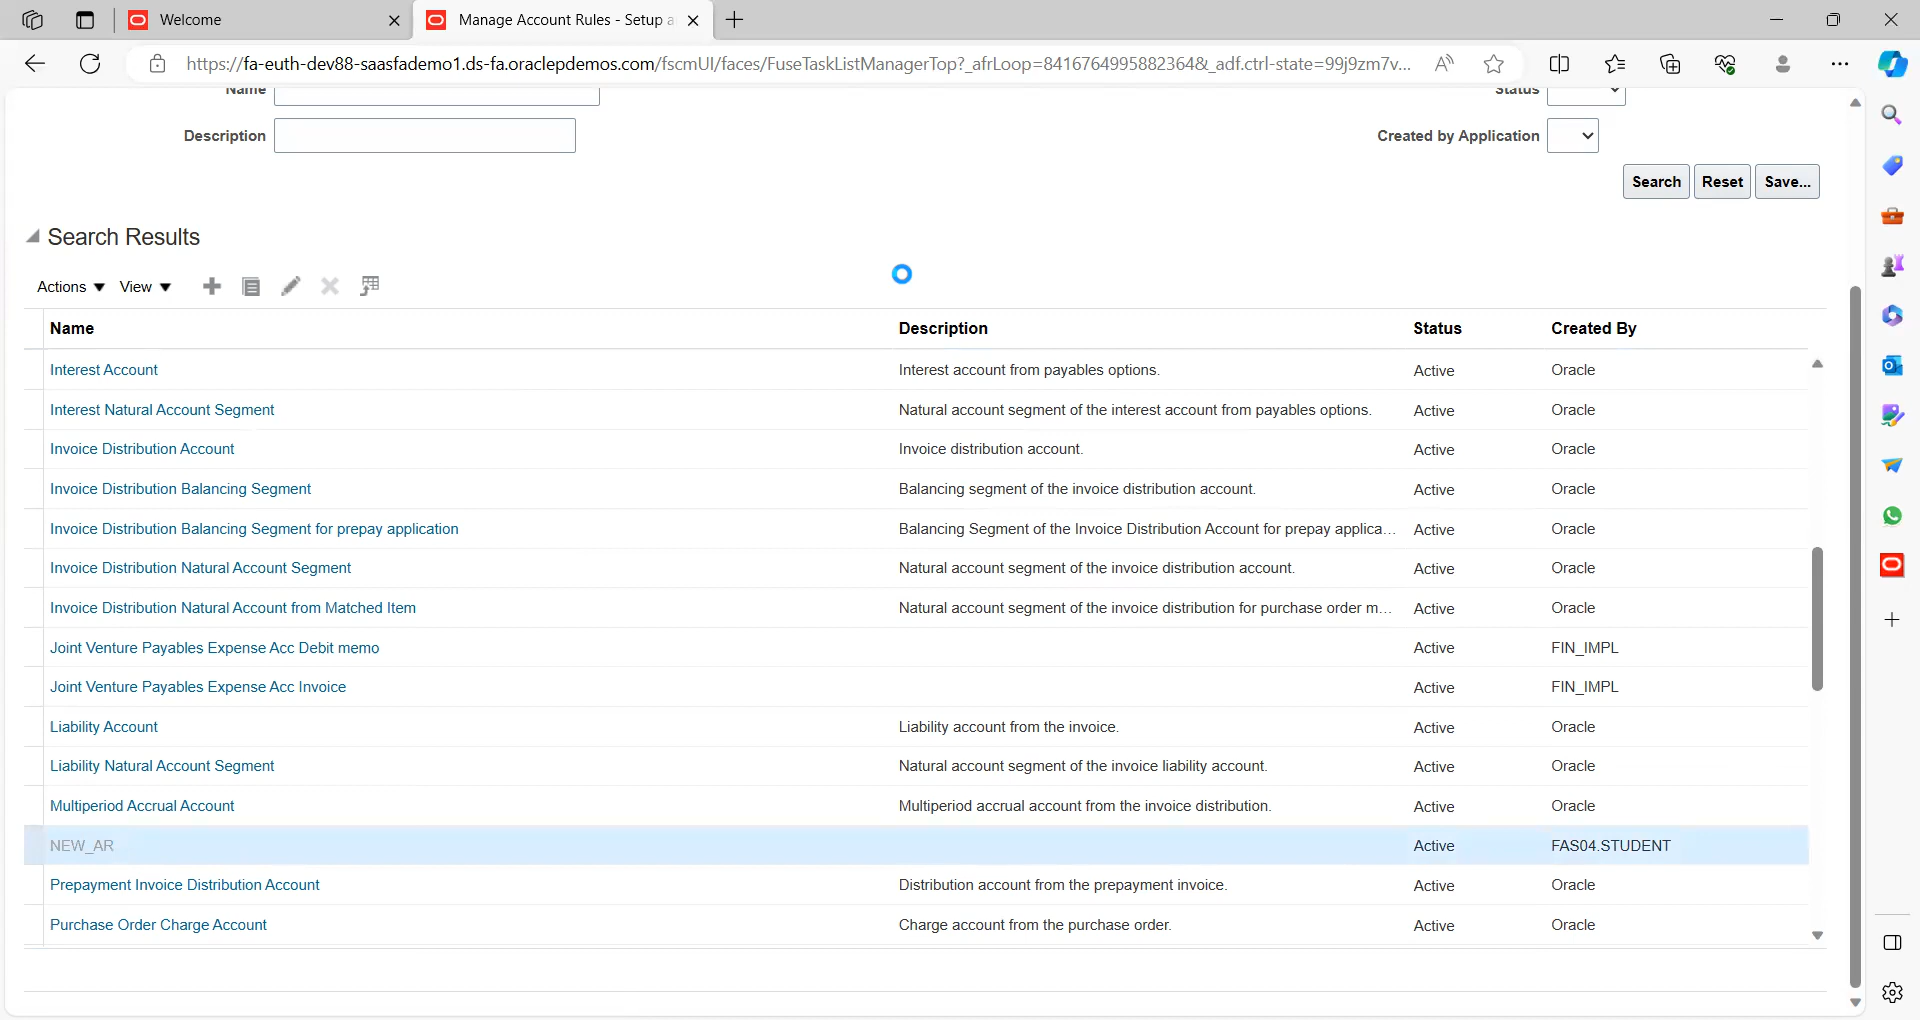 Welcome
Manage Account Rules - Setup a
https://fa-euth-dev88-saasfademo1.ds-fa.oraclepdemos.com/fscmUI/faces/FuseTaskListManagerTop?_afrLoop=84167649958823​64&_adf.ctrl-state=99j9zm7v...
Name
Status
Description
Created by Application
Search Reset Save...
Search Results
Actions View
Name Description Status Created By
Interest Account Interest account from payables options. Active Oracle
Interest Natural Account Segment Natural account segment of the interest account from payables options. Active Oracle
Invoice Distribution Account Invoice distribution account. Active Oracle
Invoice Distribution Balancing Segment Balancing segment of the invoice distribution account. Active Oracle
Invoice Distribution Balancing Segment for prepay application Balancing Segment of the Invoice Distribution Account for prepay applica... Active Oracle
Invoice Distribution Natural Account Segment Natural account segment of the invoice distribution account. Active Oracle
Invoice Distribution Natural Account from Matched Item Natural account segment of the invoice distribution for purchase order m... Active Oracle
Joint Venture Payables Expense Acc Debit memo Active FIN_IMPL
Joint Venture Payables Expense Acc Invoice Active FIN_IMPL
Liability Account Liability account from the invoice. Active Oracle
Liability Natural Account Segment Natural account segment of the invoice liability account. Active Oracle
Multiperiod Accrual Account Multiperiod accrual account from the invoice distribution. Active Oracle
NEW_AR Active FAS04.STUDENT
Prepayment Invoice Distribution Account Distribution account from the prepayment invoice. Active Oracle
Purchase Order Charge Account Charge account from the purchase order. Active Oracle